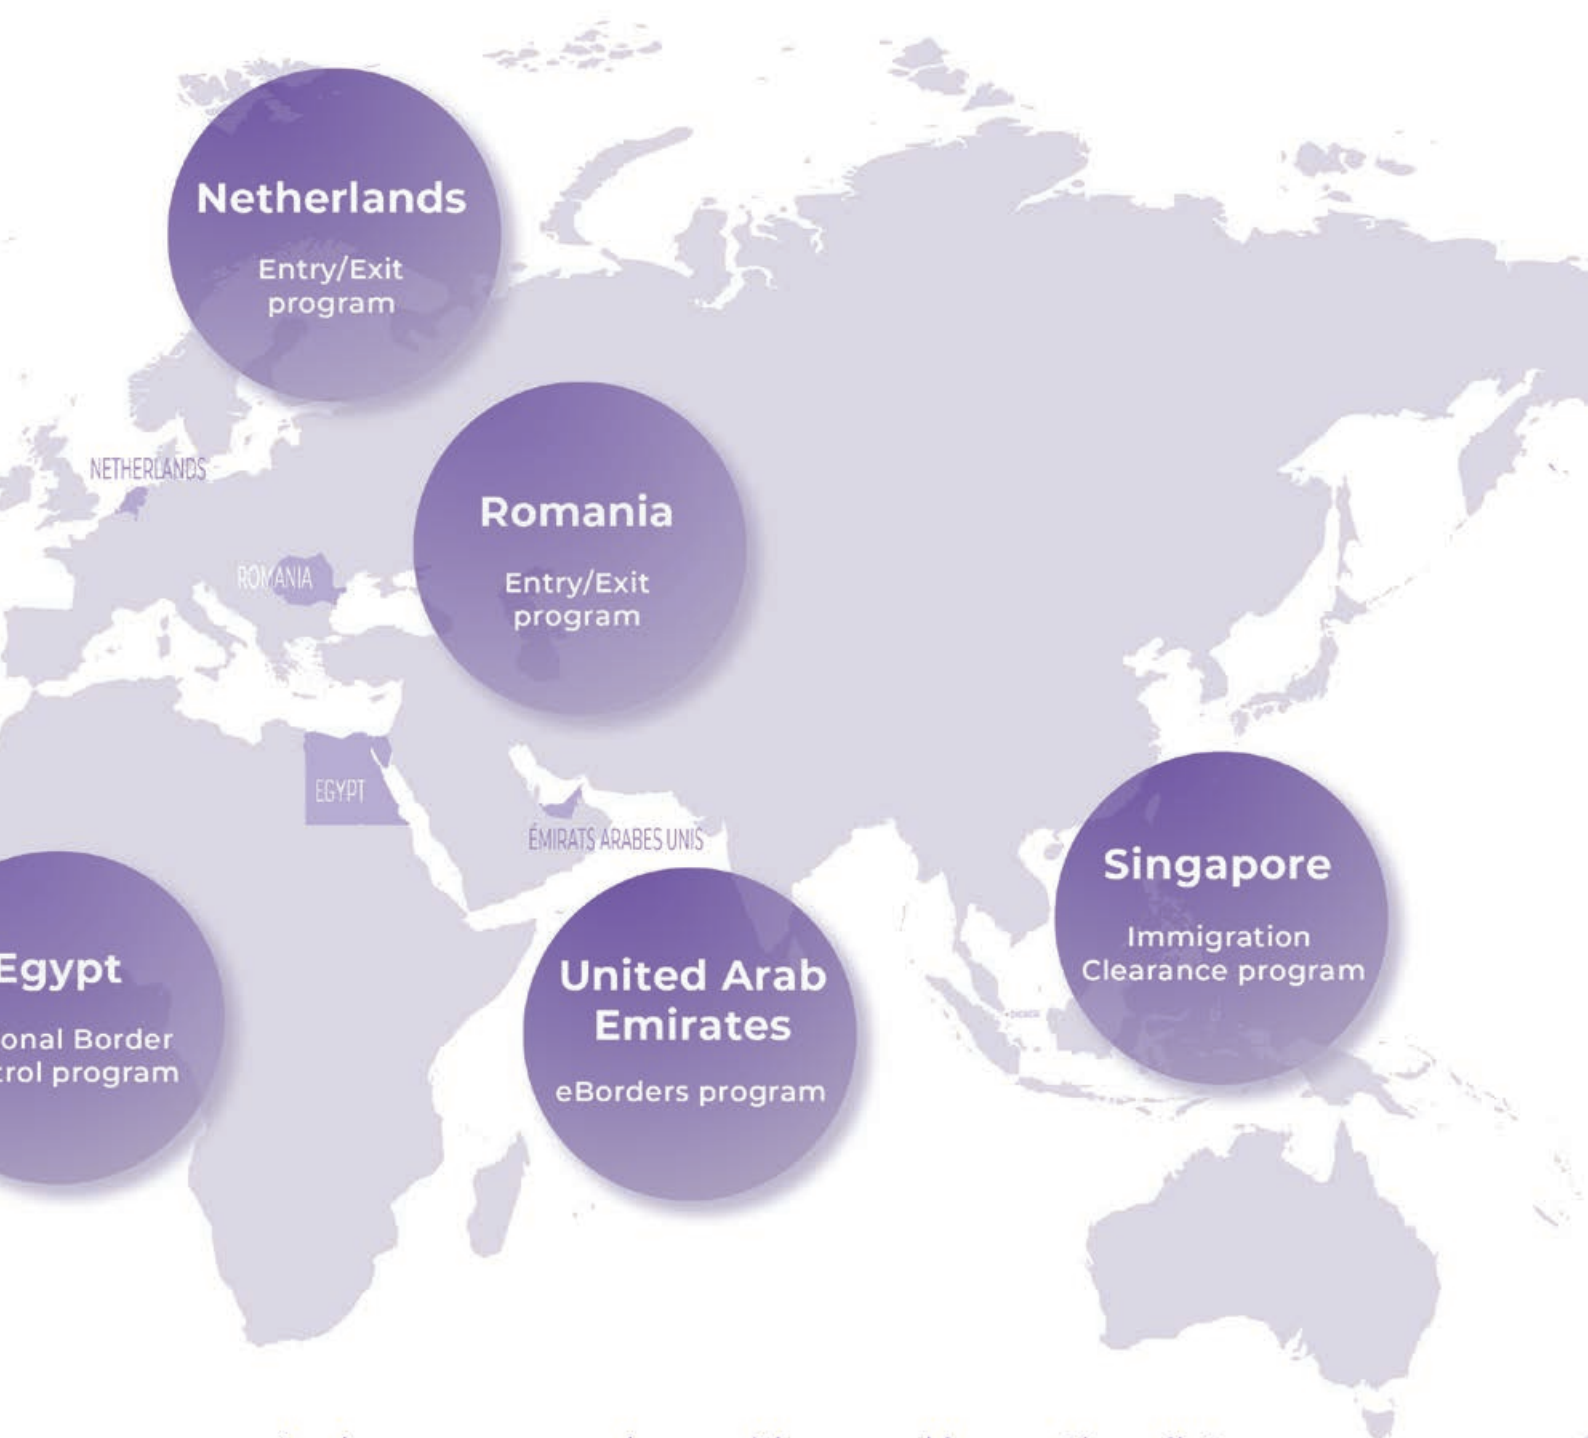 Netherlands
Entry/Exit
program
NETHERLANDS
Romania
Entry/Exit
program
ROMANIA
EGYPT
ÉMIRATS ARABES UNIS
Singapore
Immigration
Clearance program
Egypt
onal Border
trol program
United Arab
Emirates
eBorders program